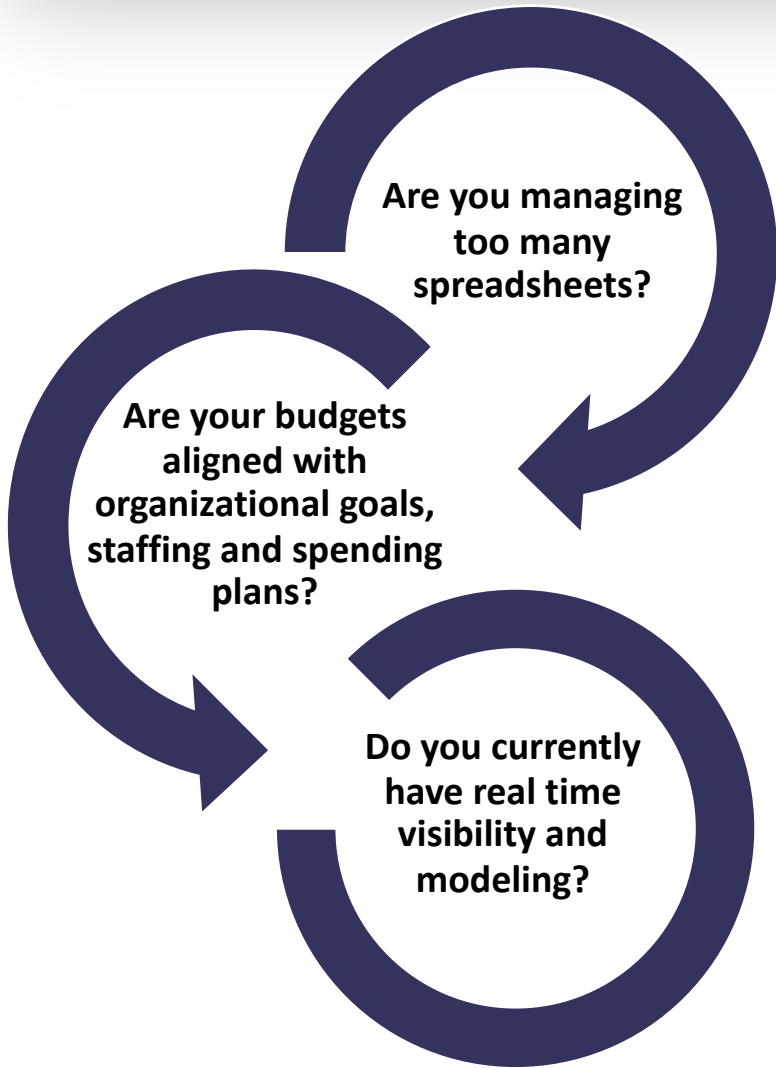 Are you managing
too many
spreadsheets?
Are your budgets
aligned with
organizational goals,
staffing and spending
plans?
Do you currently
have real time
visibility and
modeling?